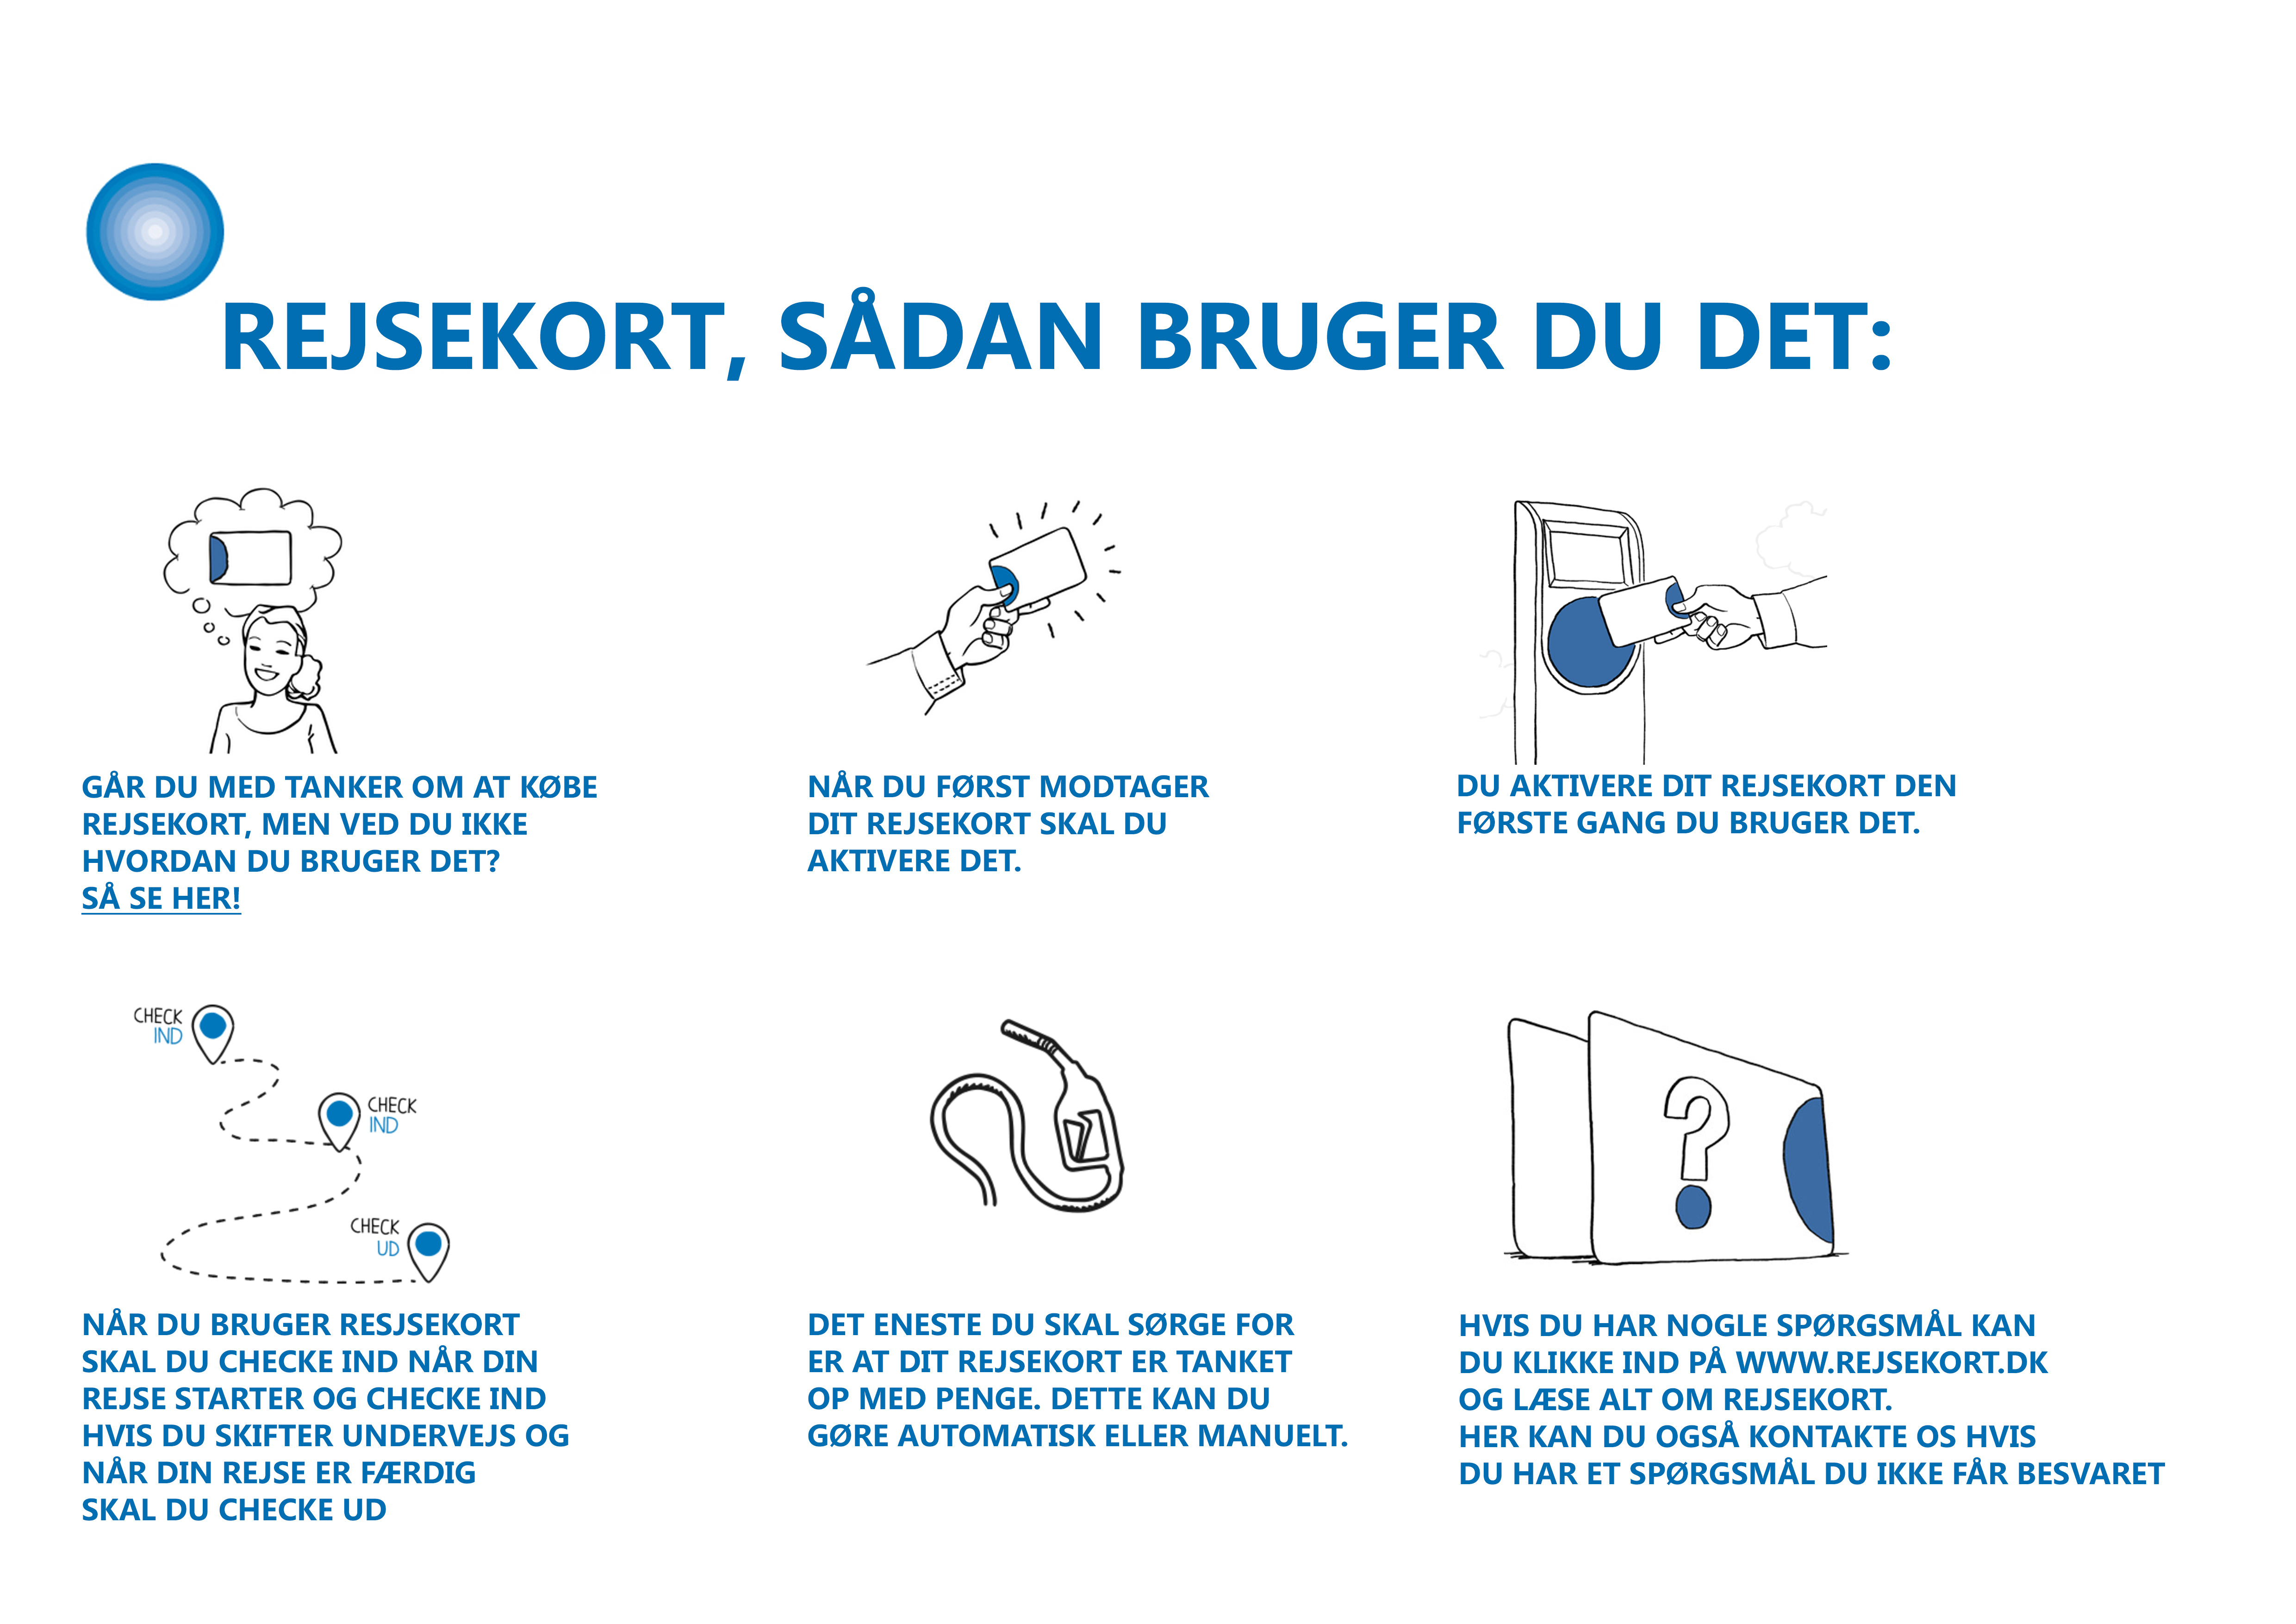 REJSEKORT, SÅDAN BRUGER DU DET:
GÅR DU MED TANKER OM AT KØBE
REJSEKORT, MEN VED DU IKKE
HVORDAN DU BRUGER DET?
SÅ SE HER!
NÅR DU FØRST MODTAGER
DIT REJSEKORT SKAL DU
AKTIVERE DET.
DU AKTIVERE DIT REJSEKORT DEN
FØRSTE GANG DU BRUGER DET.
CHECK
IND
CHECK
IND
CHECK
UD
NÅR DU BRUGER RESJSEKORT
SKAL DU CHECKE IND NÅR DIN
REJSE STARTER OG CHECKE IND
HVIS DU SKIFTER UNDERVEJS OG
NÅR DIN REJSE ER FÆRDIG
SKAL DU CHECKE UD
DET ENESTE DU SKAL SØRGE FOR
ER AT DIT REJSEKORT ER TANKET
OP MED PENGE. DETTE KAN DU
GØRE AUTOMATISK ELLER MANUELT.
?
HVIS DU HAR NOGLE SPØRGSMÅL KAN
DU KLIKKE IND PÅ WWW.REJSEKORT.DK
OG LÆSE ALT OM REJSEKORT.
HER KAN DU OGSÅ KONTAKTE OS HVIS
DU HAR ET SPØRGSMÅL DU IKKE FÅR BESVARET